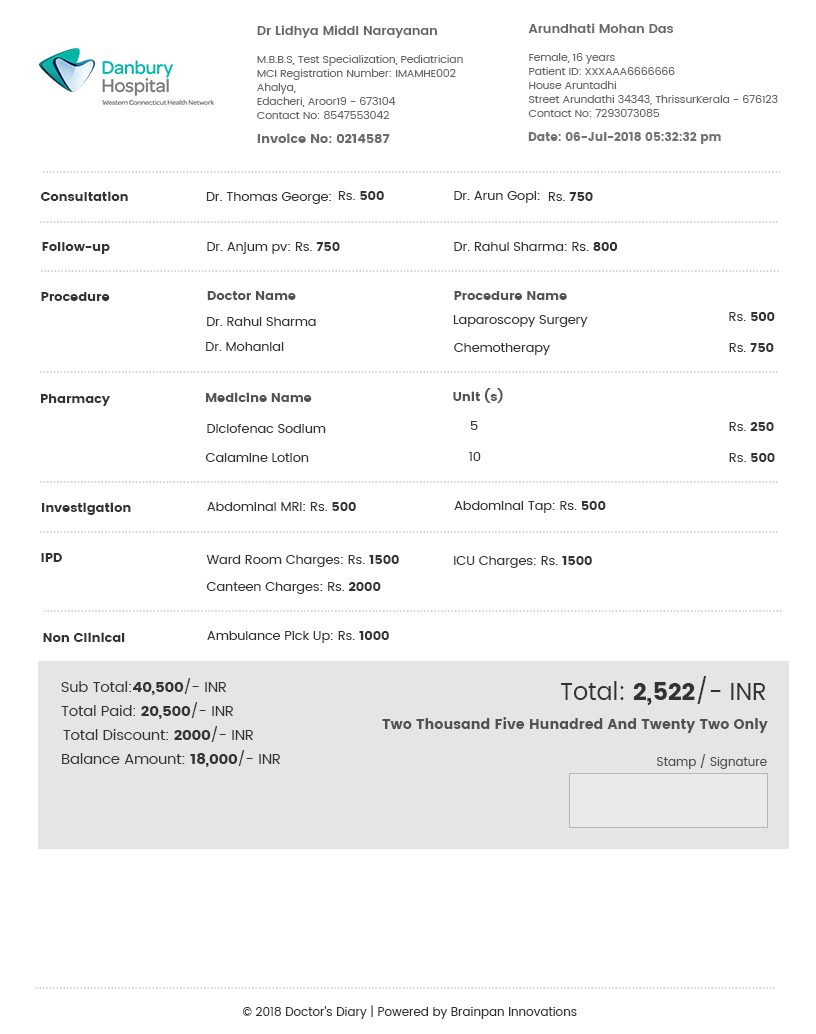 Danbury
Hospital
Western Connecticut Health Network
Dr Lidhya Middl Narayanan
M.B.B.S, Test Specialization, Pediatrician
MCI Registration Number: IMAMHE002
Ahalya,
Edacheri, Aroor19 - 673104
Contact No: 8547553042
Invoice No: 0214587
Arundhati Mohan Das
Female, 16 years
Patient ID: XXXAAA6666666
House Aruntadhi
Street Arundathi 34343, ThrissurKerala - 676123
Contact No: 7293073085
Date: 06-Jul-2018 05:32:32 pm
Consultation Dr. Thomas George: Rs. 500 Dr. Arun Gopi: Rs. 750
Follow-up Dr. Anjum pv: Rs. 750 Dr. Rahul Sharma: Rs. 800
Procedure Doctor Name Procedure Name
Dr. Rahul Sharma Laparoscopy Surgery Rs. 500
Dr. Mohanlal Chemotherapy Rs. 750
Pharmacy Medicine Name Unit (s)
Diclofenac Sodium 5 Rs. 250
Calamine Lotion 10 Rs. 500
Investigation Abdominal MRI: Rs. 500 Abdominal Tap: Rs. 500
IPD Ward Room Charges: Rs. 1500 ICU Charges: Rs. 1500
Canteen Charges: Rs. 2000
Non Clinical Ambulance Pick Up: Rs. 1000
Sub Total:40,500/- INR
Total Paid: 20,500/- INR
Total Discount: 2000/- INR
Balance Amount: 18,000/- INR
Total: 2,522/- INR
Two Thousand Five Hunadred And Twenty Two Only
Stamp / Signature
© 2018 Doctor's Diary | Powered by Brainpan Innovations